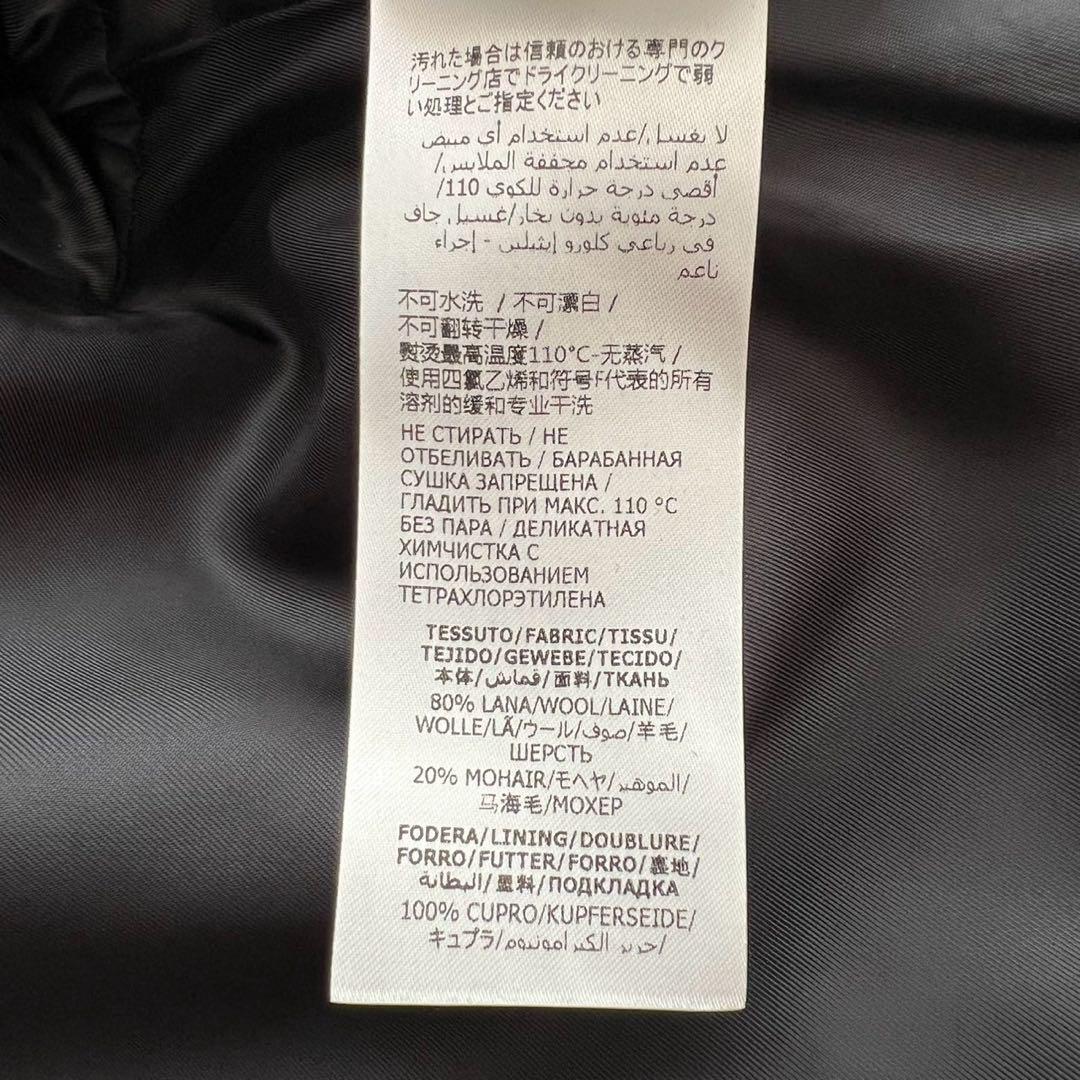 汚れた場合は信頼のおける専門のク
リーニング店でドライクリーニングで弱
い処理とご指定ください
لا يغسل/عدم استخدام أي مبيض
عدم استخدام مجففة الملابس/
أقصى درجة حرارة للكوي 110/
درجة مئوية بدون بخار/غسيل جاف
في رباعي كلورو إيثيلين - إجراء
ناعم
不可水洗 / 不可漂白 /
不可翻转干燥 /
熨烫最高温度110°C-无蒸汽 /
使用四氯乙烯和符号F代表的所有
溶剂的缓和专业干洗
НЕ СТИРАТЬ / НЕ
ОТБЕЛИВАТЬ / БАРАБАННАЯ
СУШКА ЗАПРЕЩЕНА /
ГЛАДИТЬ ПРИ МАКС. 110 °C
БЕЗ ПАРА / ДЕЛИКАТНАЯ
ХИМЧИСТКА С
ИСПОЛЬЗОВАНИЕМ
ТЕТРАХЛОРЭТИЛЕНА
TESSUTO/FABRIC/TISSU/
TEJIDO/GEWEBE/TECIDO/
本体/قماش/面料/ТКАНЬ
80% LANA/WOOL/LAINE/
WOLLE/LÃ/ウール/صوف/羊毛/
ШЕРСТЬ
20% MOHAIR/モヘヤ/الموهير/
马海毛/МОХЕР
FODERA/LINING/DOUBLURE/
FORRO/FUTTER/FORRO/裏地/
البطانة/里料/ПОДКЛАДКА
100% CUPRO/KUPFERSEIDE/
キュプラ/حرير الكبرامونيوم/